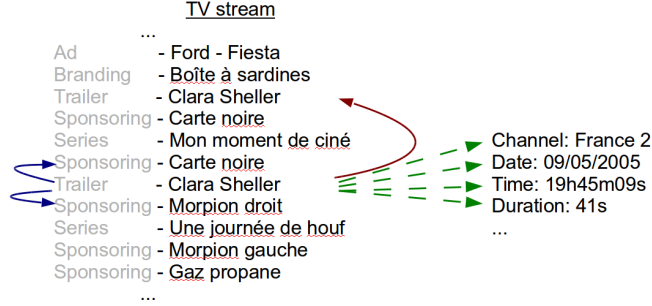 TV stream
...
Ad - Ford - Fiesta
Branding - Boîte à sardines
Trailer - Clara Sheller
Sponsoring - Carte noire
Series - Mon moment de ciné
Sponsoring - Carte noire
Trailer - Clara Sheller
Sponsoring - Morpion droit
Series - Une journée de houf
Sponsoring - Morpion gauche
Sponsoring - Gaz propane
...
Channel: France 2
Date: 09/05/2005
Time: 19h45m09s
Duration: 41s
...